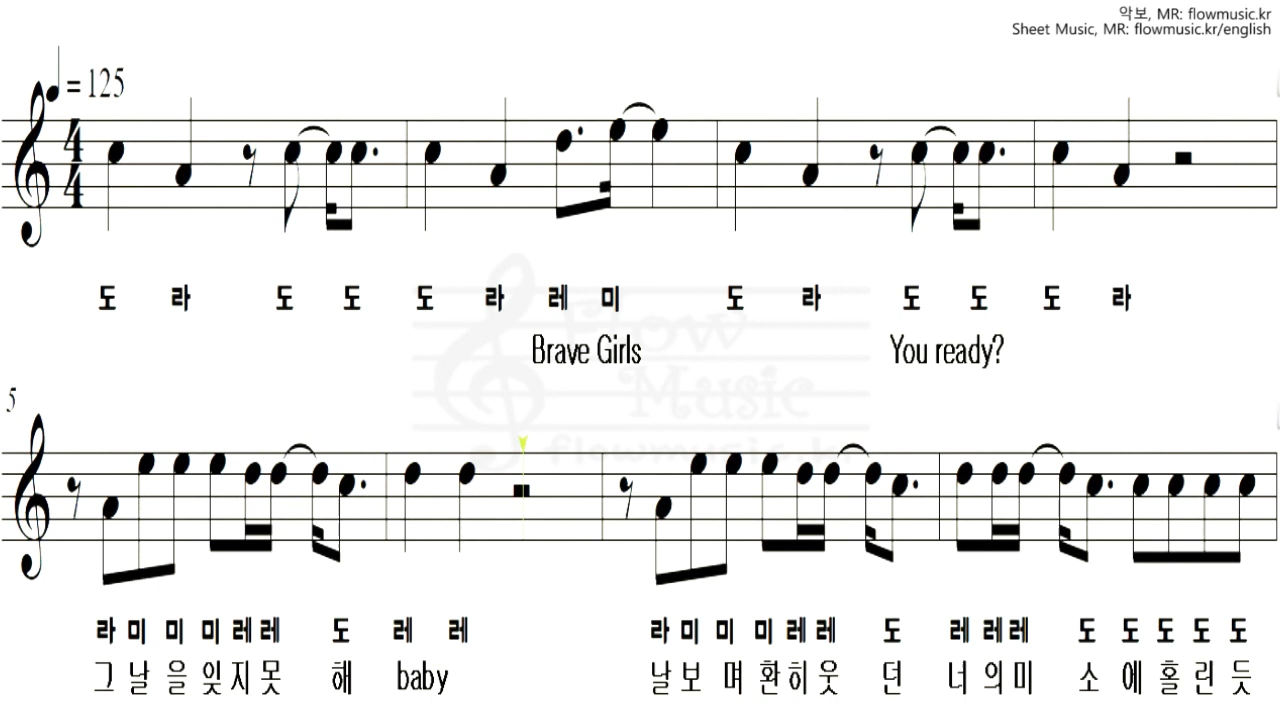 악보, MR: flowmusic.kr
Sheet Music, MR: flowmusic.kr/english
= 125
4
4
도 라 도 도 도 라 레 미 도 라 도 도 도 라
Brave Girls You ready?
Flow
Music
flowmusic.kr
5
라 미 미 미 레 레 도 레 레 라 미 미 미 레 레 도 레 레 레 도 도 도 도 도
그 날 을 잊 지 못 해 baby 날 보 며 환 히 웃 던 너 의 미 소 에 홀 린 듯